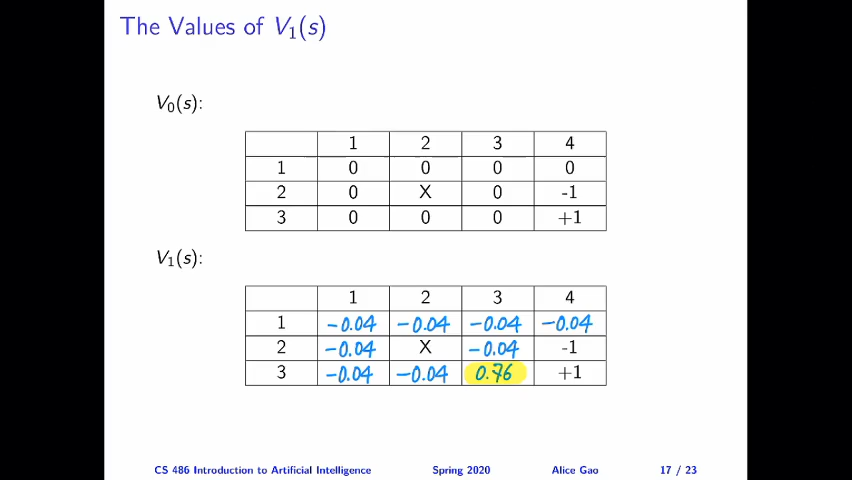 The Values of V₁(s)
V₀(s):
1 2 3 4
1 0 0 0 0
2 0 X 0 -1
3 0 0 0 +1
V₁(s):
1 2 3 4
1 -0.04 -0.04 -0.04 -0.04
2 -0.04 X -0.04 -1
3 -0.04 -0.04 0.76 +1
CS 486 Introduction to Artificial Intelligence Spring 2020 Alice Gao 17 / 23